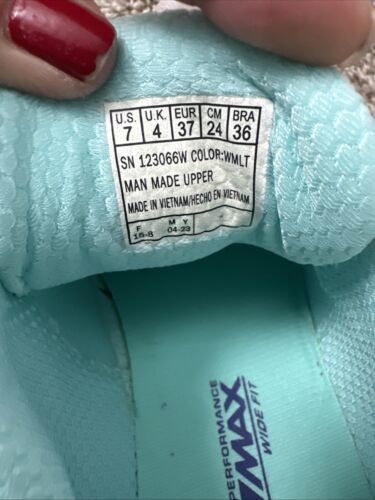 U.S. U.K. EUR CM BRA
7 4 37 24 36
SN 123066W COLOR:WMLT
MAN MADE UPPER
MADE IN VIETNAM/HECHO EN VIETNAM
F M Y
15-8 04-23
PERFORMANCE
MAX
WIDE FIT